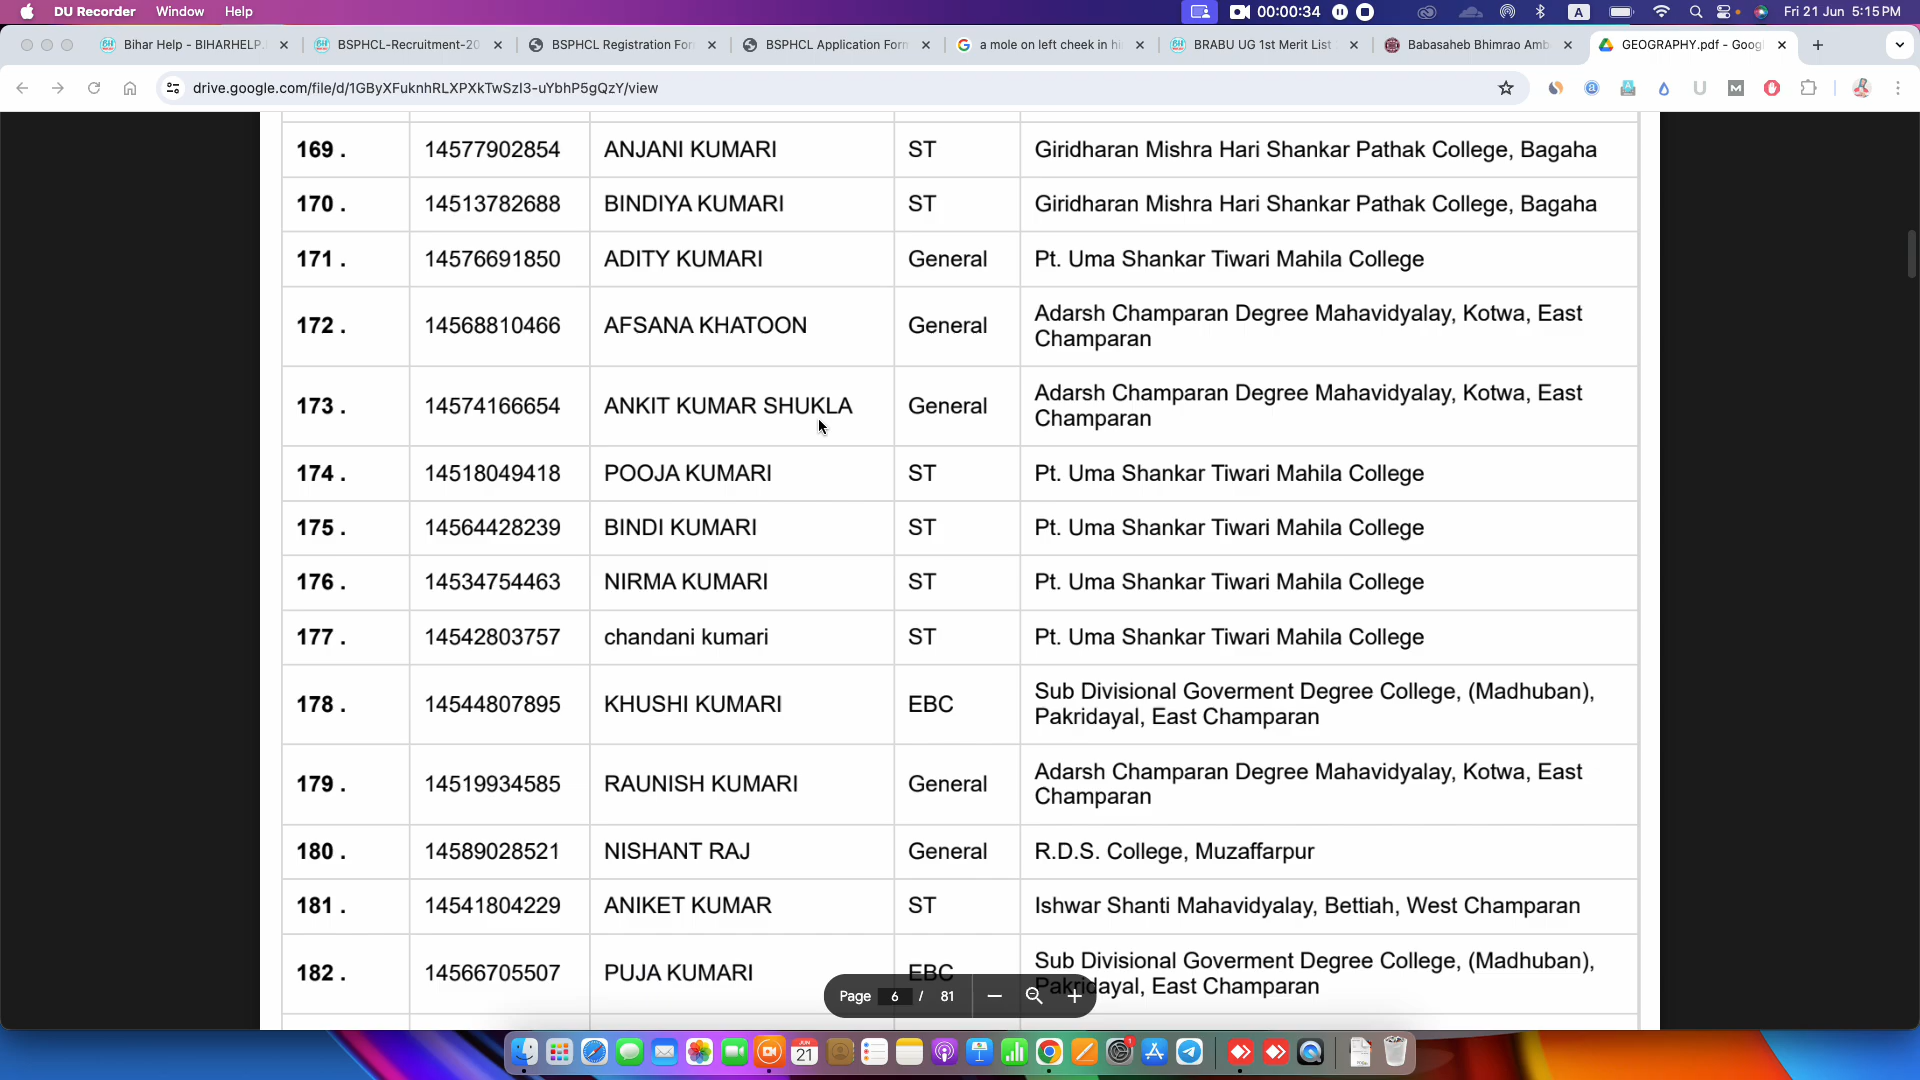 DU Recorder Window Help 00:00:34 A Fri 21 Jun 5:15 PM
Bihar Help - BIHARHELP. BSPHCL-Recruitment-20 BSPHCL Registration For BSPHCL Application Form a mole on left cheek in hi BRABU UG 1st Merit List Babasaheb Bhimrao Amb GEOGRAPHY.pdf - Goog
drive.google.com/file/d/1GByXFuknhRLXPXkTwSzI3-uYbhP5gQzY/view
169 . 14577902854 ANJANI KUMARI ST Giridharan Mishra Hari Shankar Pathak College, Bagaha
170 . 14513782688 BINDIYA KUMARI ST Giridharan Mishra Hari Shankar Pathak College, Bagaha
171 . 14576691850 ADITY KUMARI General Pt. Uma Shankar Tiwari Mahila College
172 . 14568810466 AFSANA KHATOON General Adarsh Champaran Degree Mahavidyalay, Kotwa, East
Champaran
173 . 14574166654 ANKIT KUMAR SHUKLA General Adarsh Champaran Degree Mahavidyalay, Kotwa, East
Champaran
174 . 14518049418 POOJA KUMARI ST Pt. Uma Shankar Tiwari Mahila College
175 . 14564428239 BINDI KUMARI ST Pt. Uma Shankar Tiwari Mahila College
176 . 14534754463 NIRMA KUMARI ST Pt. Uma Shankar Tiwari Mahila College
177 . 14542803757 chandani kumari ST Pt. Uma Shankar Tiwari Mahila College
178 . 14544807895 KHUSHI KUMARI EBC Sub Divisional Goverment Degree College, (Madhuban),
Pakridayal, East Champaran
179 . 14519934585 RAUNISH KUMARI General Adarsh Champaran Degree Mahavidyalay, Kotwa, East
Champaran
180 . 14589028521 NISHANT RAJ General R.D.S. College, Muzaffarpur
181 . 14541804229 ANIKET KUMAR ST Ishwar Shanti Mahavidyalay, Bettiah, West Champaran
182 . 14566705507 PUJA KUMARI EBC Sub Divisional Goverment Degree College, (Madhuban),
Pakridayal, East Champaran
Page 6 / 81
JUN
21